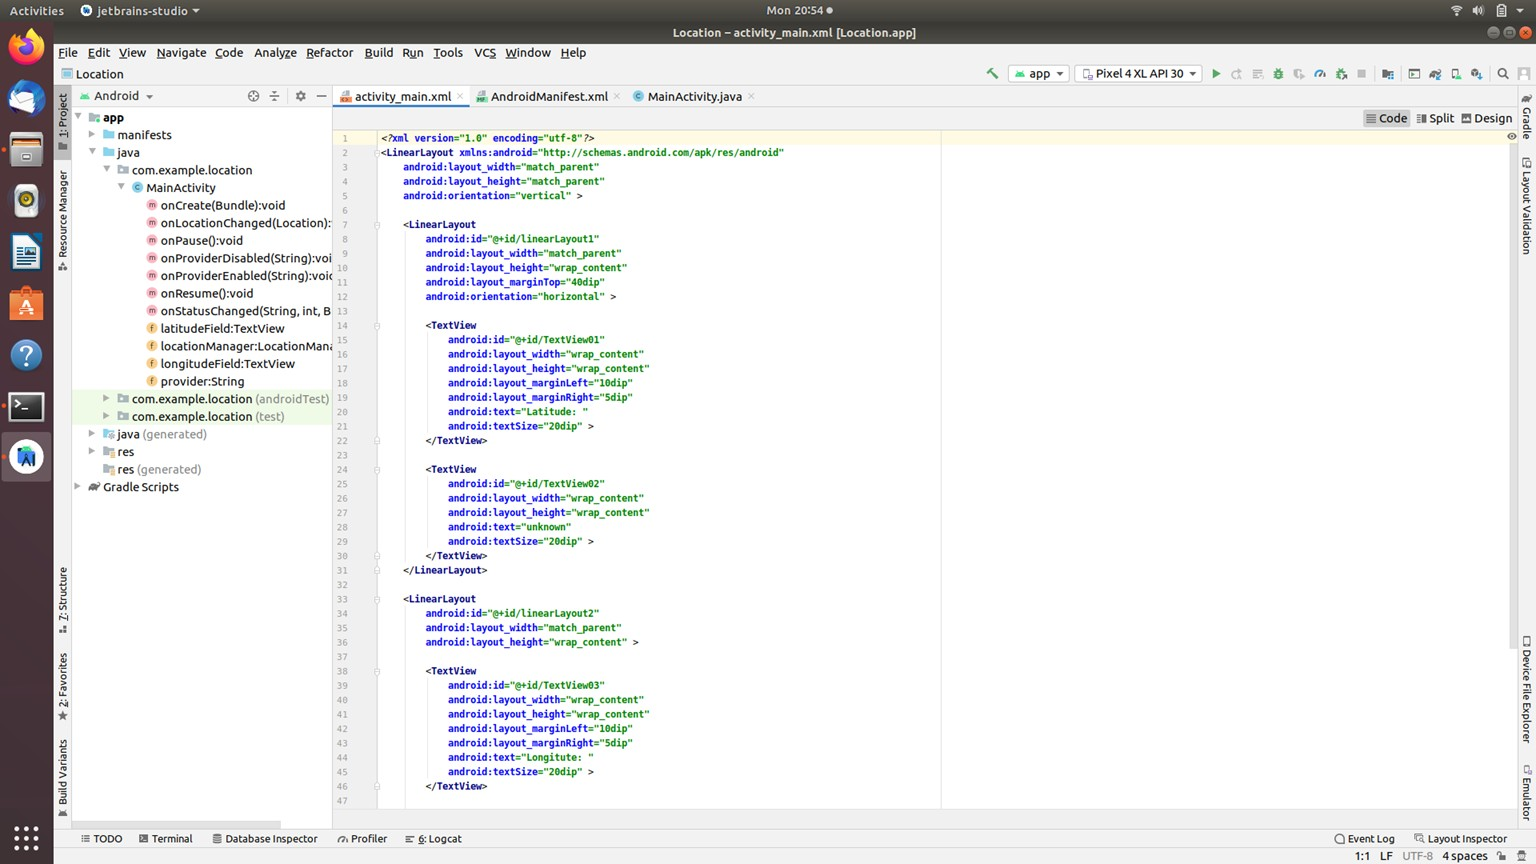 Activities jetbrains-studio Mon 20:54
Location – activity_main.xml [Location.app]
File Edit View Navigate Code Analyze Refactor Build Run Tools VCS Window Help
Location app Pixel 4 XL API 30
Android activity_main.xml AndroidManifest.xml MainActivity.java
Code Split Design
1: Project
Resource Manager
7: Structure
2: Favorites
Build Variants
app
manifests
java
com.example.location
MainActivity
onCreate(Bundle):void
onLocationChanged(Location):
onPause():void
onProviderDisabled(String):voi
onProviderEnabled(String):voi
onResume():void
onStatusChanged(String, int, B
latitudeField:TextView
locationManager:LocationMana
longitudeField:TextView
provider:String
com.example.location (androidTest)
com.example.location (test)
java (generated)
res
res (generated)
Gradle Scripts
1 <?xml version="1.0" encoding="utf-8"?>
2 <LinearLayout xmlns:android="http://schemas.android.com/apk/res/android"
3 android:layout_width="match_parent"
4 android:layout_height="match_parent"
5 android:orientation="vertical" >
6
7 <LinearLayout
8 android:id="@+id/linearLayout1"
9 android:layout_width="match_parent"
10 android:layout_height="wrap_content"
11 android:layout_marginTop="40dip"
12 android:orientation="horizontal" >
13
14 <TextView
15 android:id="@+id/TextView01"
16 android:layout_width="wrap_content"
17 android:layout_height="wrap_content"
18 android:layout_marginLeft="10dip"
19 android:layout_marginRight="5dip"
20 android:text="Latitude: "
21 android:textSize="20dip" >
22 </TextView>
23
24 <TextView
25 android:id="@+id/TextView02"
26 android:layout_width="wrap_content"
27 android:layout_height="wrap_content"
28 android:text="unknown"
29 android:textSize="20dip" >
30 </TextView>
31 </LinearLayout>
32
33 <LinearLayout
34 android:id="@+id/linearLayout2"
35 android:layout_width="match_parent"
36 android:layout_height="wrap_content" >
37
38 <TextView
39 android:id="@+id/TextView03"
40 android:layout_width="wrap_content"
41 android:layout_height="wrap_content"
42 android:layout_marginLeft="10dip"
43 android:layout_marginRight="5dip"
44 android:text="Longitute: "
45 android:textSize="20dip" >
46 </TextView>
47
Gradle
Layout Validation
Device File Explorer
Emulator
TODO Terminal Database Inspector Profiler 6: Logcat Event Log Layout Inspector
1:1 LF UTF-8 4 spaces